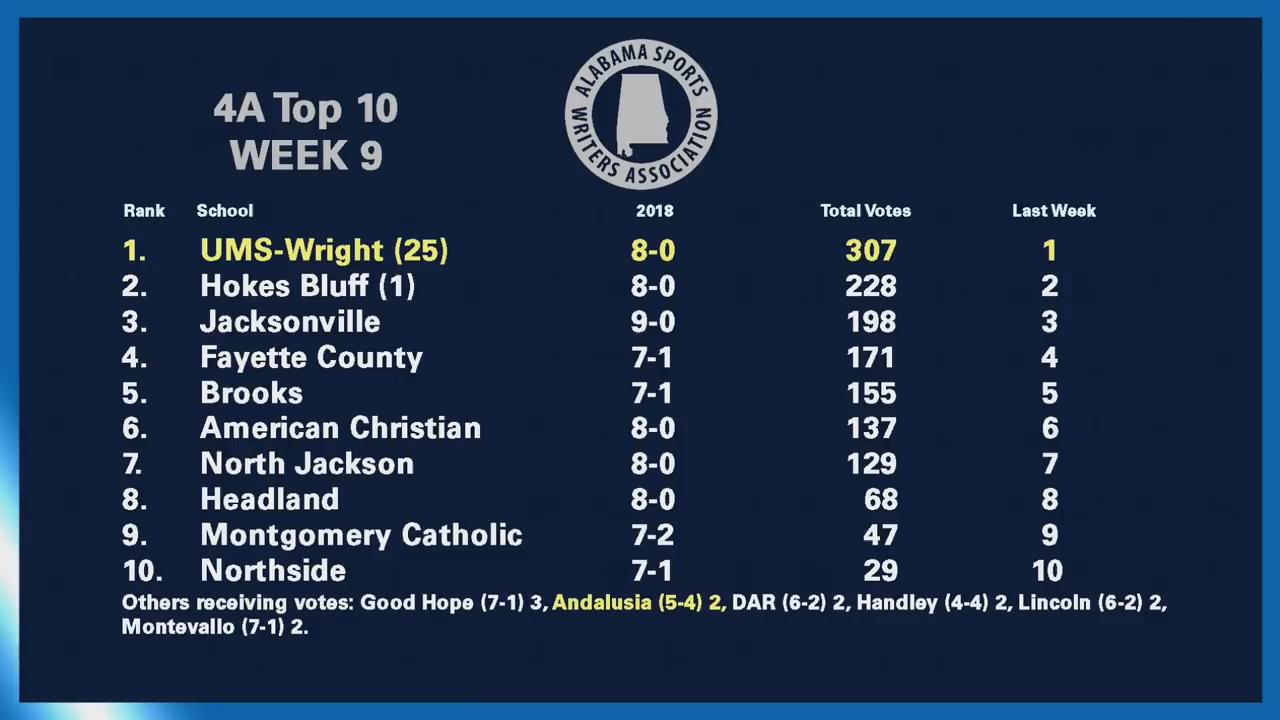 4A Top 10
WEEK 9
ALABAMA SPORTS
WRITERS ASSOCIATION
Rank School 2018 Total Votes Last Week
1. UMS-Wright (25) 8-0 307 1
2. Hokes Bluff (1) 8-0 228 2
3. Jacksonville 9-0 198 3
4. Fayette County 7-1 171 4
5. Brooks 7-1 155 5
6. American Christian 8-0 137 6
7. North Jackson 8-0 129 7
8. Headland 8-0 68 8
9. Montgomery Catholic 7-2 47 9
10. Northside 7-1 29 10
Others receiving votes: Good Hope (7-1) 3, Andalusia (5-4) 2, DAR (6-2) 2, Handley (4-4) 2, Lincoln (6-2) 2,
Montevallo (7-1) 2.